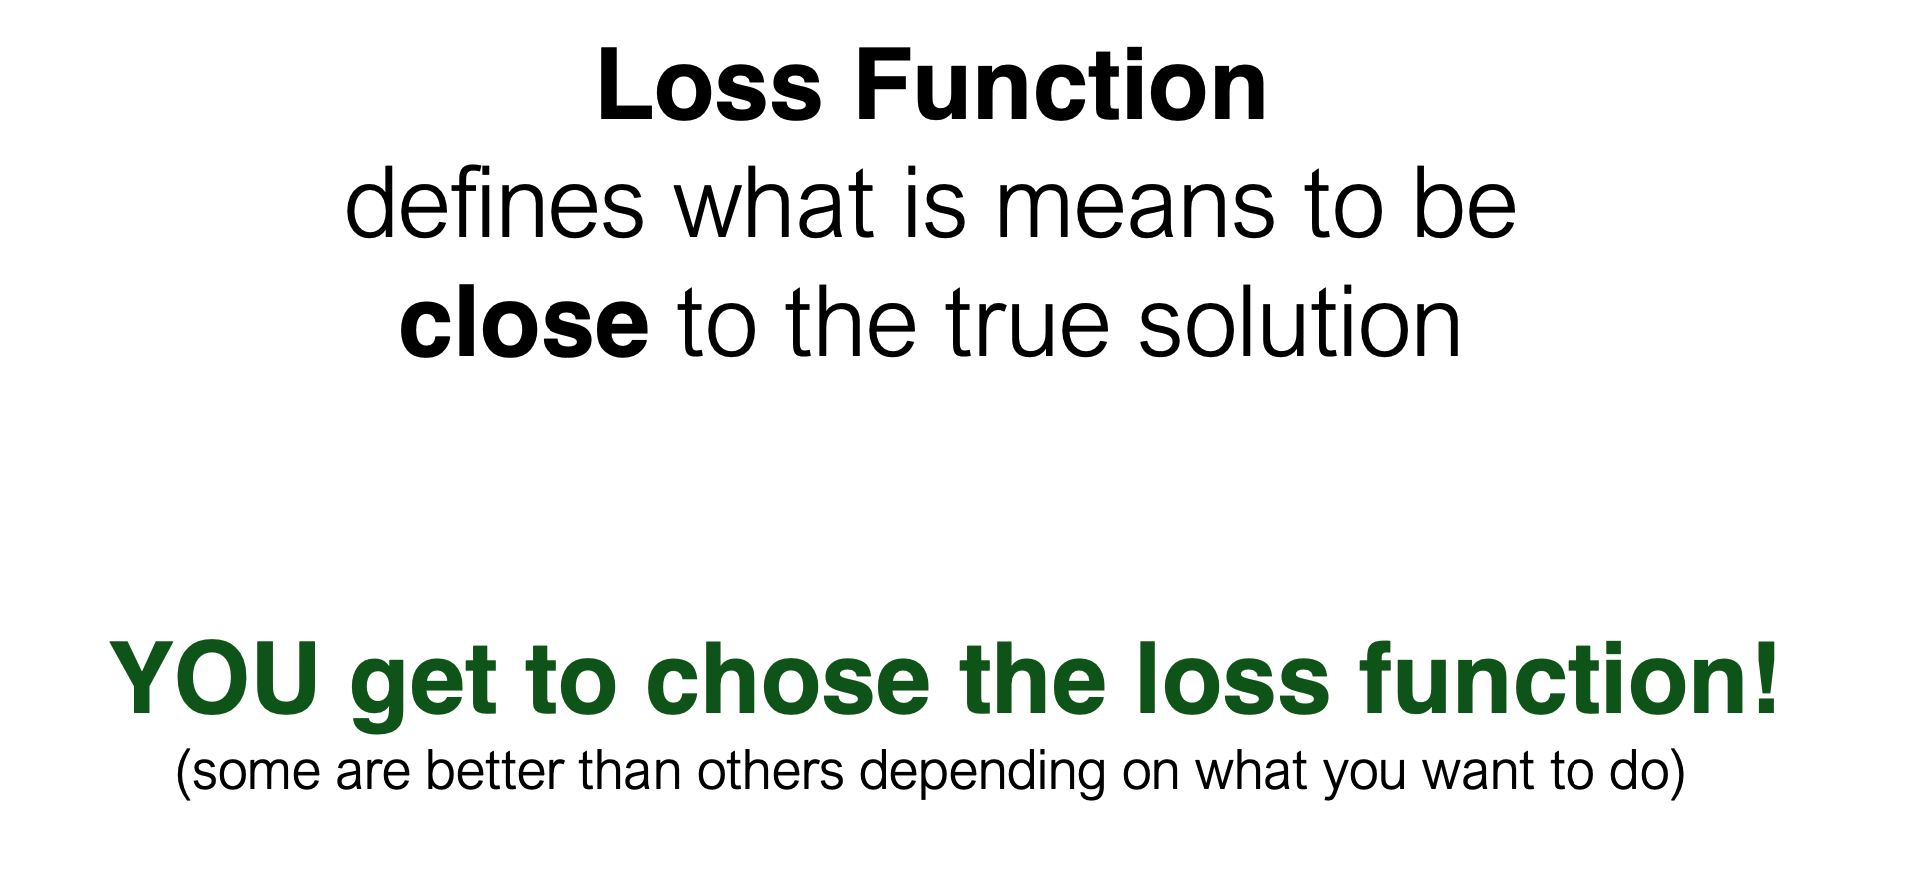 Loss Function
defines what is means to be
close to the true solution
YOU get to chose the loss function!
(some are better than others depending on what you want to do)